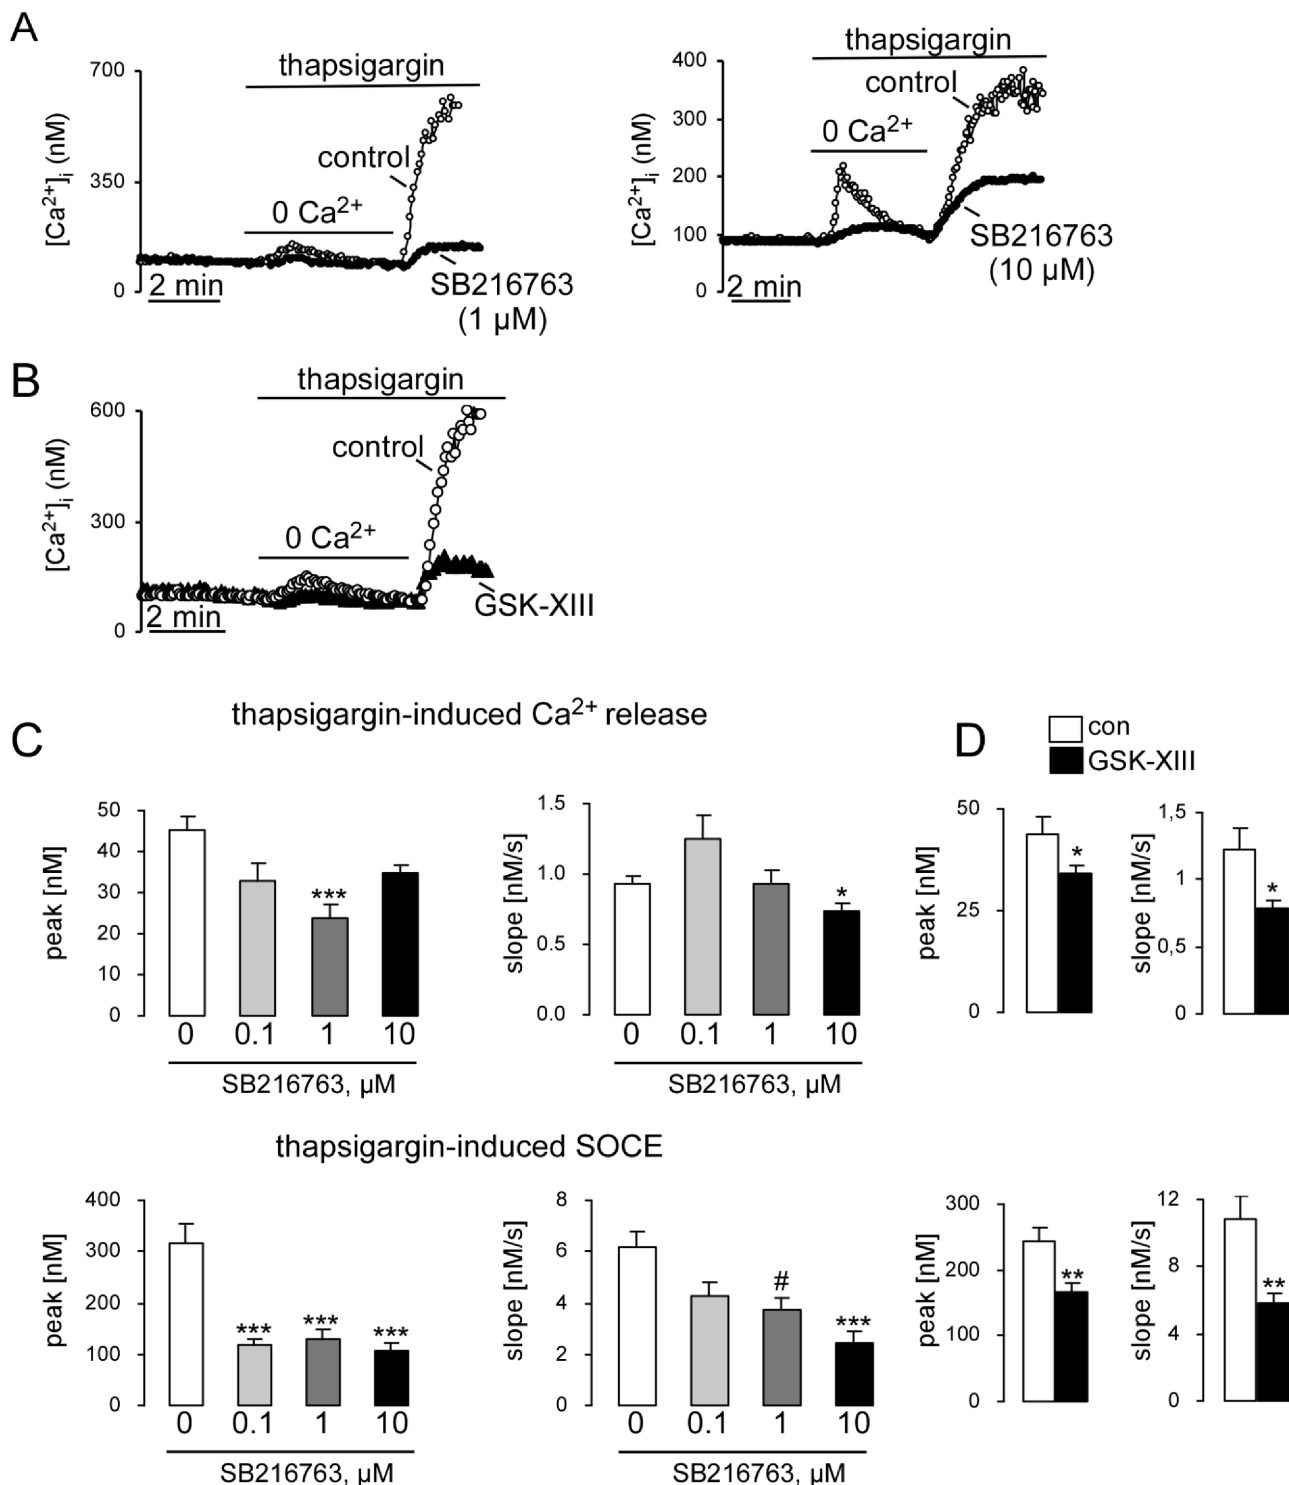 A
thapsigargin
700
350
0
[Ca2+]i (nM)
control
0 Ca2+
2 min
SB216763
(1 µM)
thapsigargin
400
300
200
100
0
[Ca2+]i (nM)
control
0 Ca2+
2 min
SB216763
(10 µM)
B
thapsigargin
600
300
0
[Ca2+]i (nM)
control
0 Ca2+
2 min
GSK-XIII
thapsigargin-induced Ca2+ release
C
50
40
30
20
10
0
peak [nM]
***
0 0.1 1 10
SB216763, µM
1.5
1.0
0.5
0.0
slope [nM/s]
*
0 0.1 1 10
SB216763, µM
D
con
GSK-XIII
50
25
0
peak [nM]
*
1,5
1
0,5
0
slope [nM/s]
*
thapsigargin-induced SOCE
400
300
200
100
0
peak [nM]
*** *** ***
0 0.1 1 10
SB216763, µM
8
6
4
2
0
slope [nM/s]
# ***
0 0.1 1 10
SB216763, µM
300
200
100
0
peak [nM]
**
12
8
4
0
slope [nM/s]
**